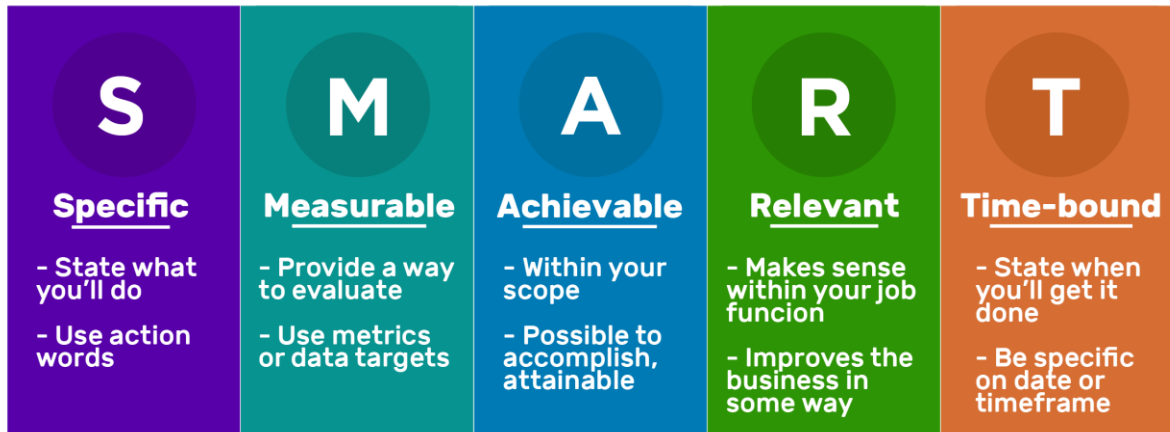 S
Specific
- State what
you'll do
- Use action
words
M
Measurable
- Provide a way
to evaluate
- Use metrics
or data targets
A
Achievable
- Within your
scope
- Possible to
accomplish,
attainable
R
Relevant
- Makes sense
within your job
funcion
- Improves the
business in
some way
T
Time-bound
- State when
you'll get it
done
- Be specific
on date or
timeframe